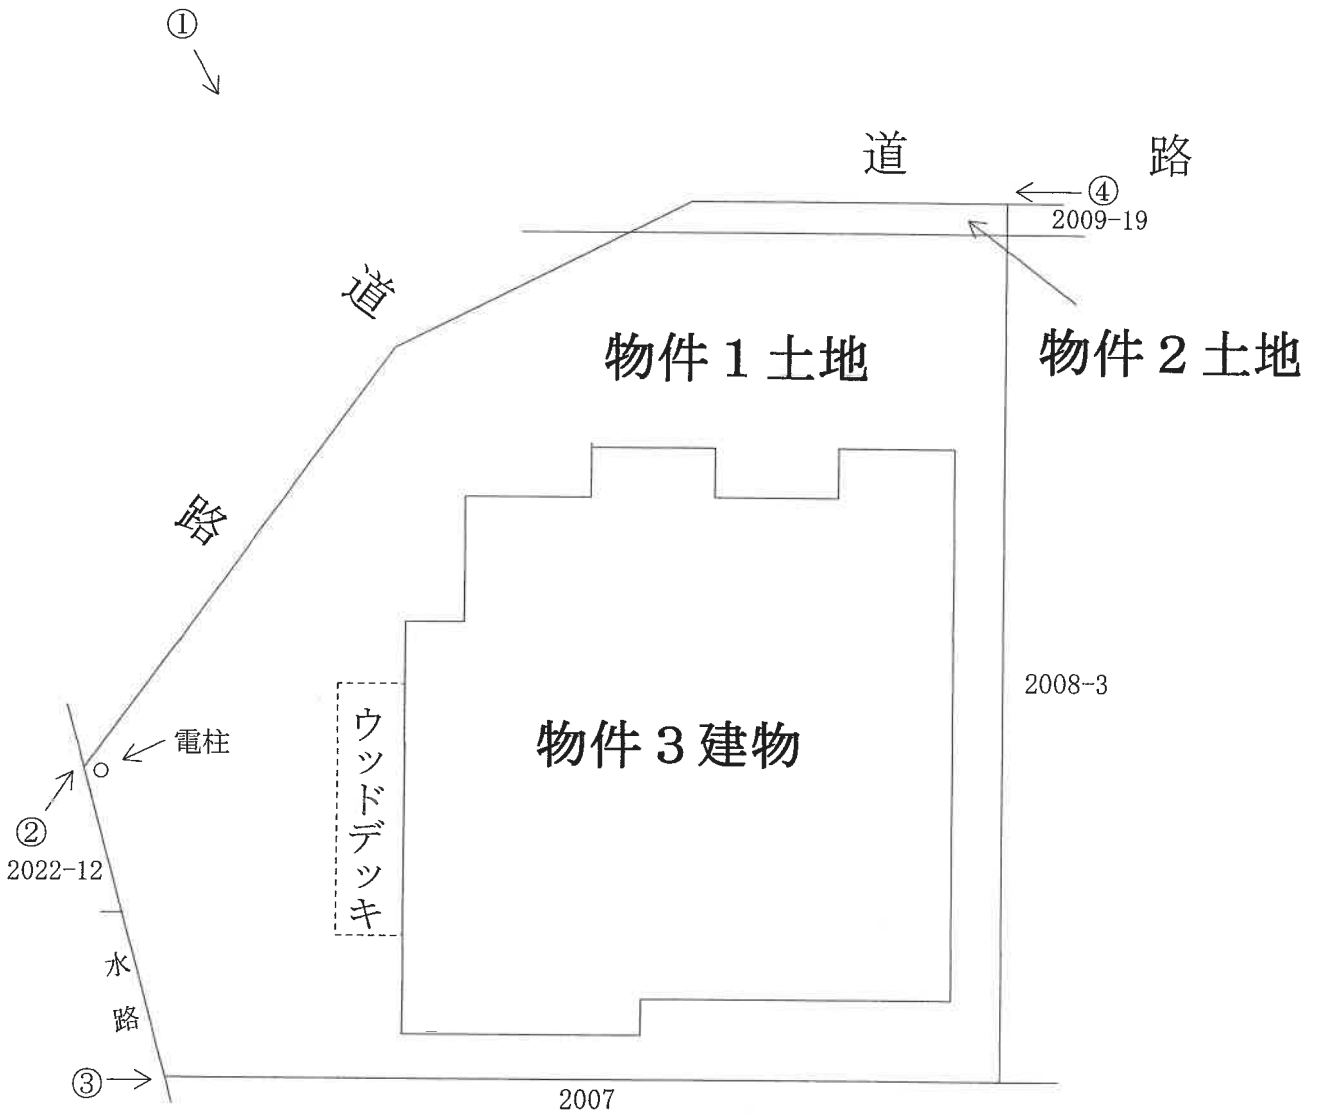 ①
道路
④
2009-19
道路
物件1土地
物件2土地
2008-3
電柱
ウッドデッキ
物件3建物
②
2022-12
水路
③
2007